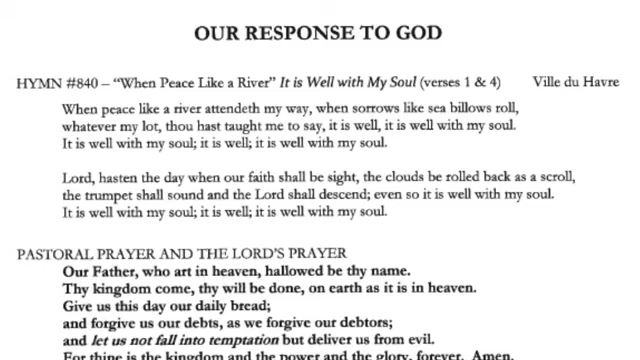 OUR RESPONSE TO GOD
HYMN #840 – “When Peace Like a River” It is Well with My Soul (verses 1 & 4) Ville du Havre
When peace like a river attendeth my way, when sorrows like sea billows roll,
whatever my lot, thou hast taught me to say, it is well, it is well with my soul.
It is well with my soul; it is well; it is well with my soul.
Lord, hasten the day when our faith shall be sight, the clouds be rolled back as a scroll,
the trumpet shall sound and the Lord shall descend; even so it is well with my soul.
It is well with my soul; it is well; it is well with my soul.
PASTORAL PRAYER AND THE LORD’S PRAYER
Our Father, who art in heaven, hallowed be thy name.
Thy kingdom come, thy will be done, on earth as it is in heaven.
Give us this day our daily bread;
and forgive us our debts, as we forgive our debtors;
and let us not fall into temptation but deliver us from evil.
For thine is the kingdom and the power and the glory, forever. Amen.